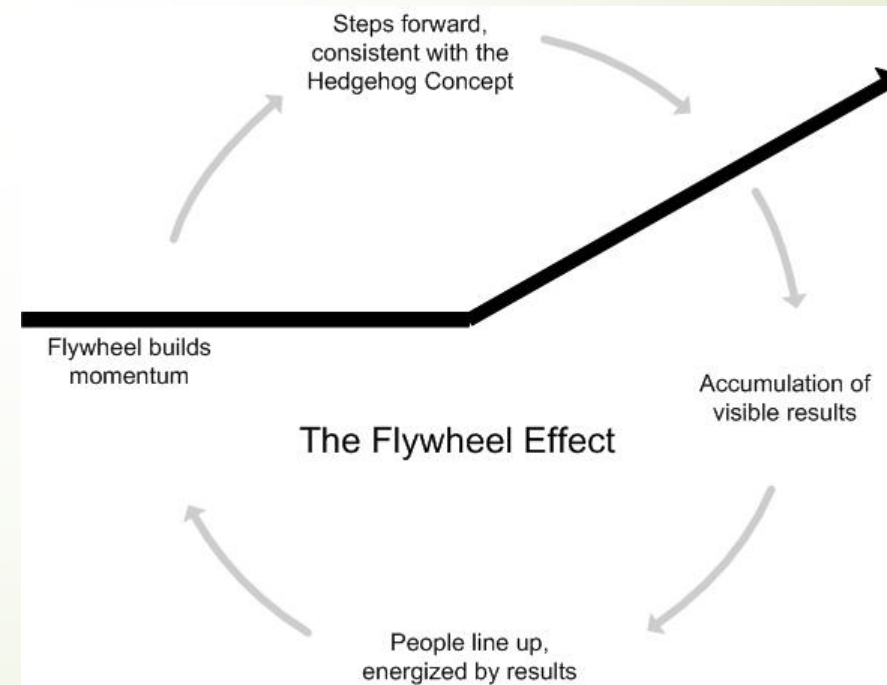 Steps forward,
consistent with the
Hedgehog Concept
Flywheel builds
momentum
Accumulation of
visible results
The Flywheel Effect
People line up,
energized by results